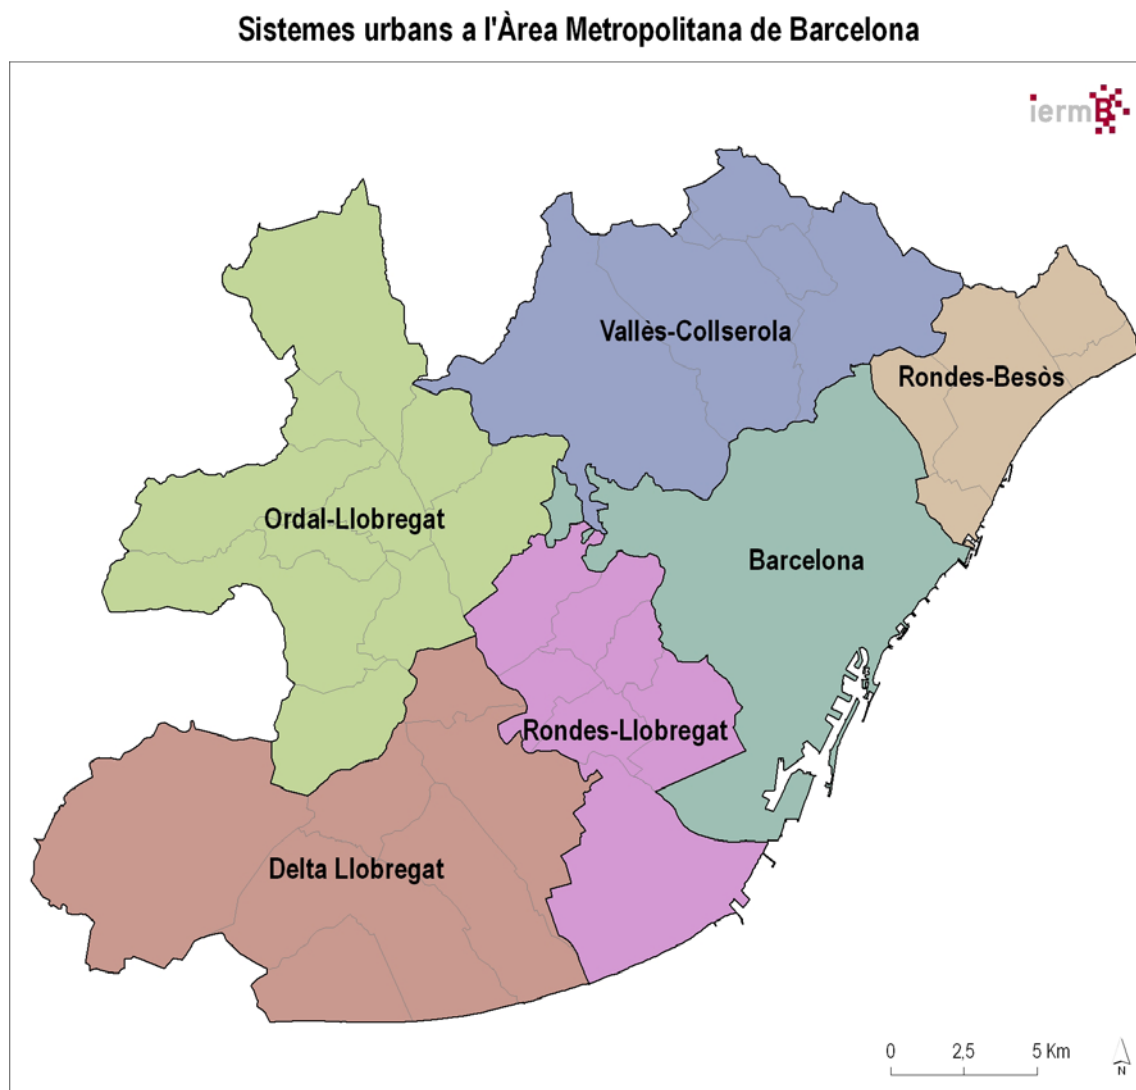 Sistemes urbans a l'Àrea Metropolitana de Barcelona
iermB
Vallès-Collserola
Rondes-Besòs
Ordal-Llobregat
Barcelona
Rondes-Llobregat
Delta Llobregat
0 2,5 5 Km
N